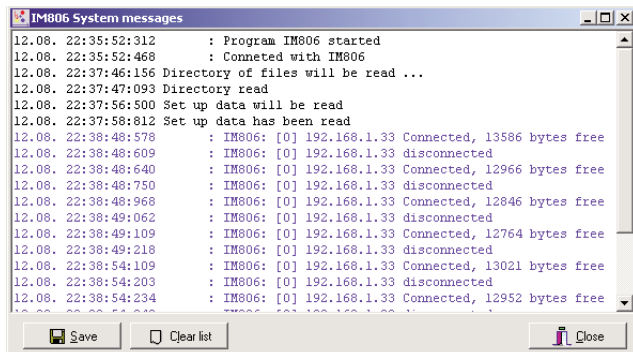 IM806 System messages
12.08. 22:35:52:312 : Program IM806 started
12.08. 22:35:52:468 : Conneted with IM806
12.08. 22:37:46:156 Directory of files will be read ...
12.08. 22:37:47:093 Directory read
12.08. 22:37:56:500 Set up data will be read
12.08. 22:37:58:812 Set up data has been read
12.08. 22:38:48:578 : IM806: [0] 192.168.1.33 Connected, 13586 bytes free
12.08. 22:38:48:609 : IM806: [0] 192.168.1.33 disconnected
12.08. 22:38:48:640 : IM806: [0] 192.168.1.33 Connected, 12966 bytes free
12.08. 22:38:48:750 : IM806: [0] 192.168.1.33 disconnected
12.08. 22:38:48:968 : IM806: [0] 192.168.1.33 Connected, 12846 bytes free
12.08. 22:38:49:062 : IM806: [0] 192.168.1.33 disconnected
12.08. 22:38:49:109 : IM806: [0] 192.168.1.33 Connected, 12764 bytes free
12.08. 22:38:49:218 : IM806: [0] 192.168.1.33 disconnected
12.08. 22:38:54:109 : IM806: [0] 192.168.1.33 Connected, 13021 bytes free
12.08. 22:38:54:203 : IM806: [0] 192.168.1.33 disconnected
12.08. 22:38:54:234 : IM806: [0] 192.168.1.33 Connected, 12952 bytes free
Save Clear list Close